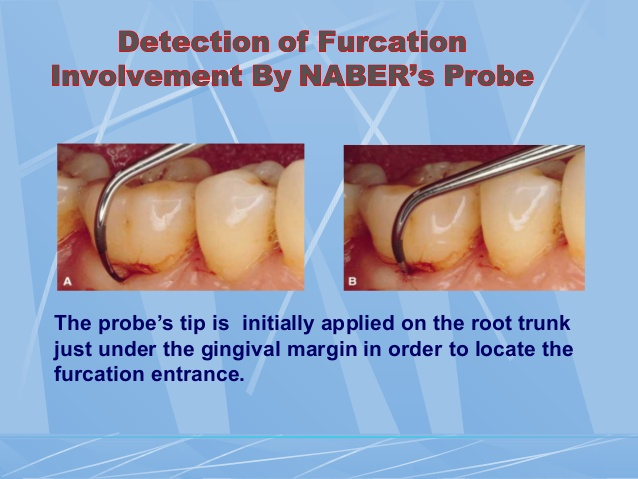 Detection of Furcation
Involvement By NABER’s Probe
A
B
The probe’s tip is initially applied on the root trunk
just under the gingival margin in order to locate the
furcation entrance.